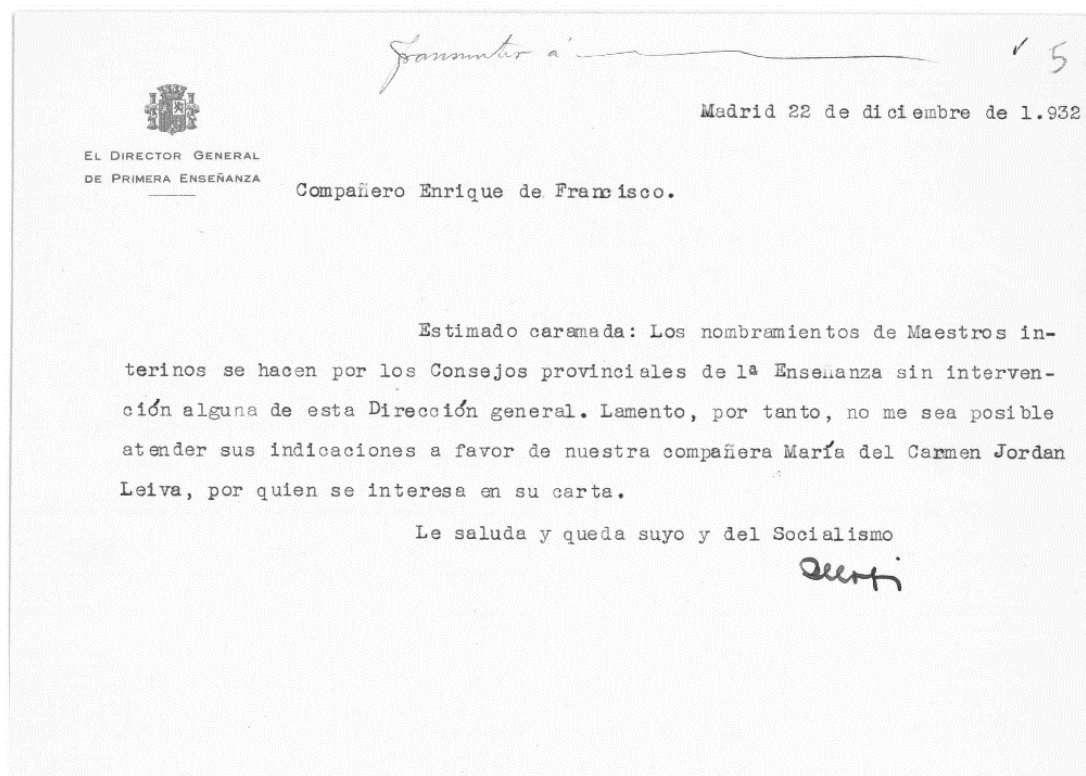 Transmitir a
5
Madrid 22 de diciembre de 1.932
EL DIRECTOR GENERAL
DE PRIMERA ENSEÑANZA
Compañero Enrique de Francisco.
Estimado caramada: Los nombramientos de Maestros in-
terinos se hacen por los Consejos provinciales de 1ª Enseñanza sin interven-
ción alguna de esta Dirección general. Lamento, por tanto, no me sea posible
atender sus indicaciones a favor de nuestra compañera María del Carmen Jordan
Leiva, por quien se interesa en su carta.
Le saluda y queda suyo y del Socialismo